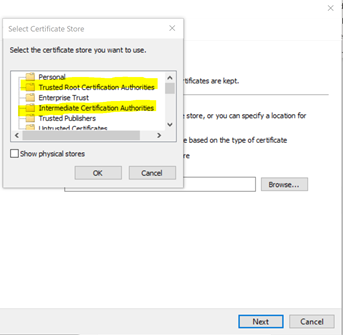 Select Certificate Store
Select the certificate store you want to use.
Personal
Trusted Root Certification Authorities
Enterprise Trust
Intermediate Certification Authorities
Trusted Publishers
Untrusted Certificates
Show physical stores
OK
Cancel
rtificates are kept.
e store, or you can specify a location for
e based on the type of certificate
re
Browse...
Next
Cancel